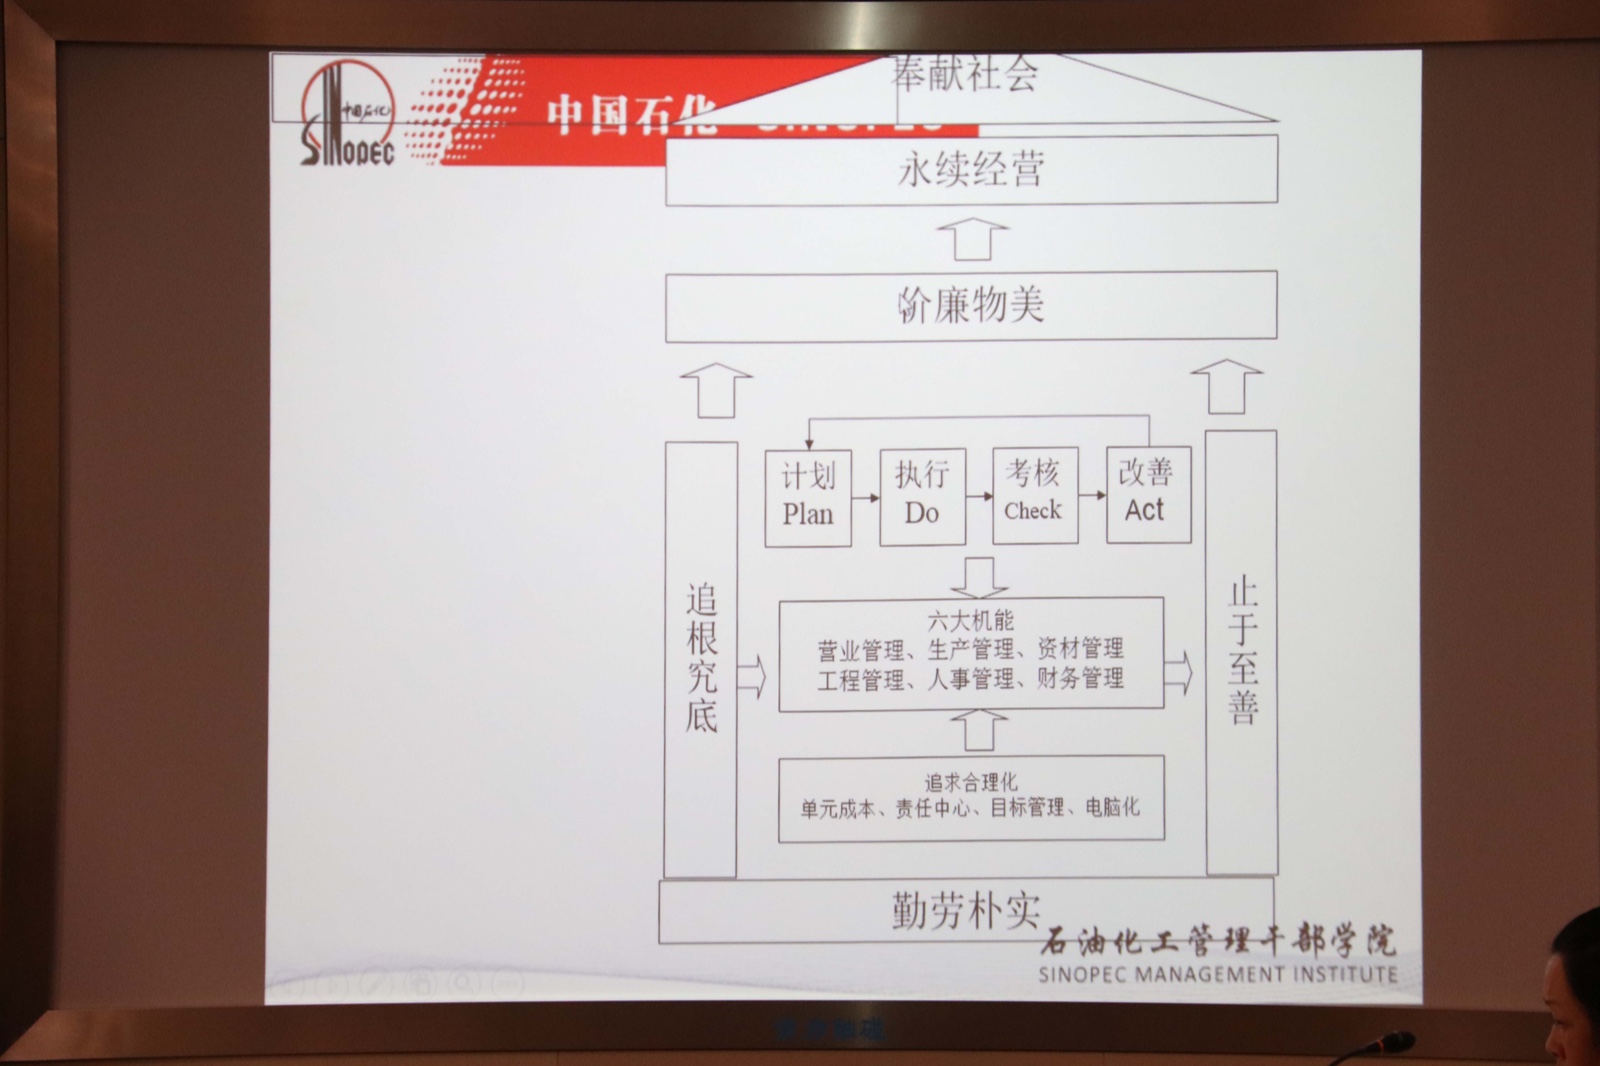 奉献社会
中国石化
SINOPEC
中国石化
永续经营
价廉物美
计划
Plan
执行
Do
考核
Check
改善
Act
追根究底
六大机能
营业管理、生产管理、资材管理
工程管理、人事管理、财务管理
止于至善
追求合理化
单元成本、责任中心、目标管理、电脑化
勤劳朴实
石油化工管理干部学院
SINOPEC MANAGEMENT INSTITUTE